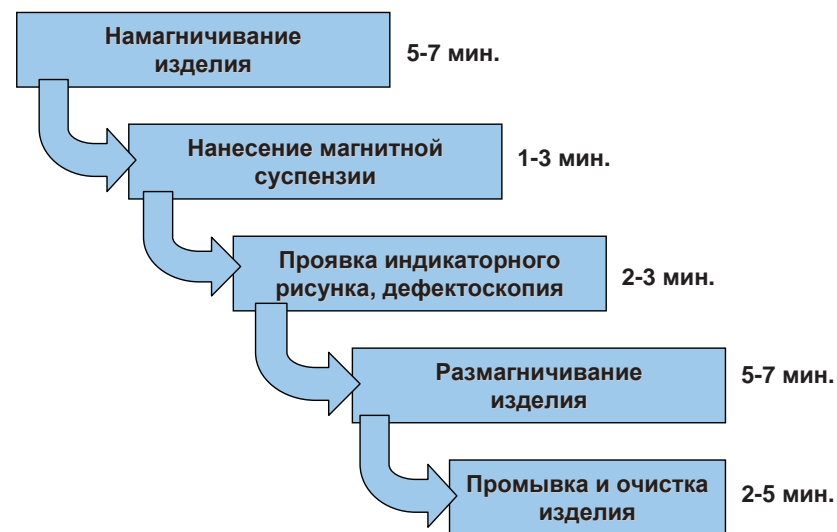 Намагничивание
изделия
5-7 мин.
Нанесение магнитной
суспензии
1-3 мин.
Проявка индикаторного
рисунка, дефектоскопия
2-3 мин.
Размагничивание
изделия
5-7 мин.
Промывка и очистка
изделия
2-5 мин.